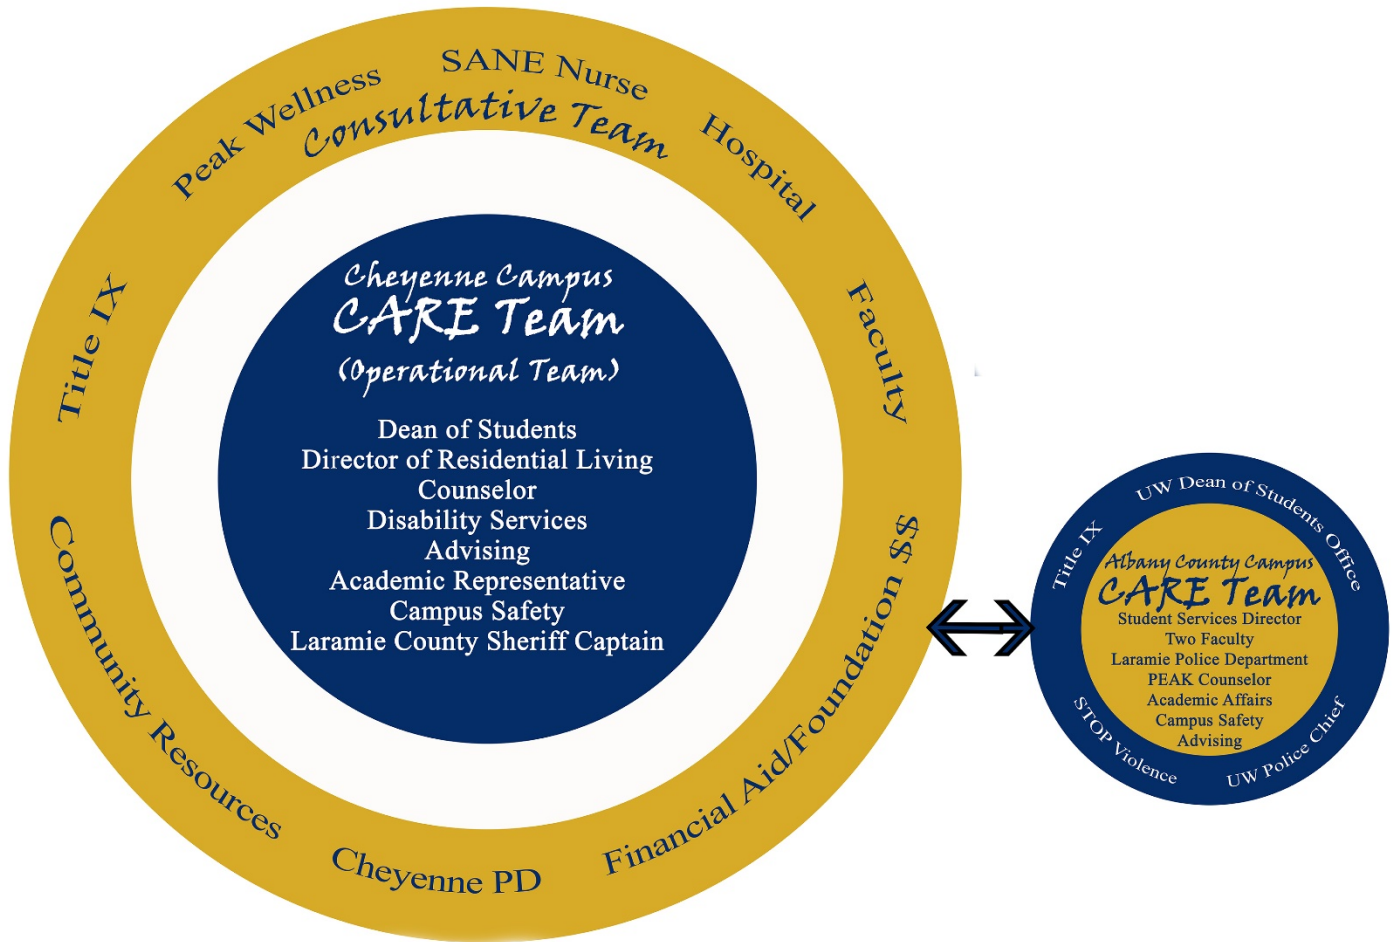 SANE Nurse
Peak Wellness
Consultative Team
Hospital
Title IX
Faculty
Cheyenne Campus
CARE Team
(Operational Team)
Dean of Students
Director of Residential Living
Counselor
Disability Services
Advising
Academic Representative
Campus Safety
Laramie County Sheriff Captain
Community Resources
Cheyenne PD
Financial Aid/Foundation $$
UW Dean of Students Office
Title IX
Albany County Campus
CARE Team
Student Services Director
Two Faculty
Laramie Police Department
PEAK Counselor
Academic Affairs
Campus Safety
Advising
STOP Violence
UW Police Chief